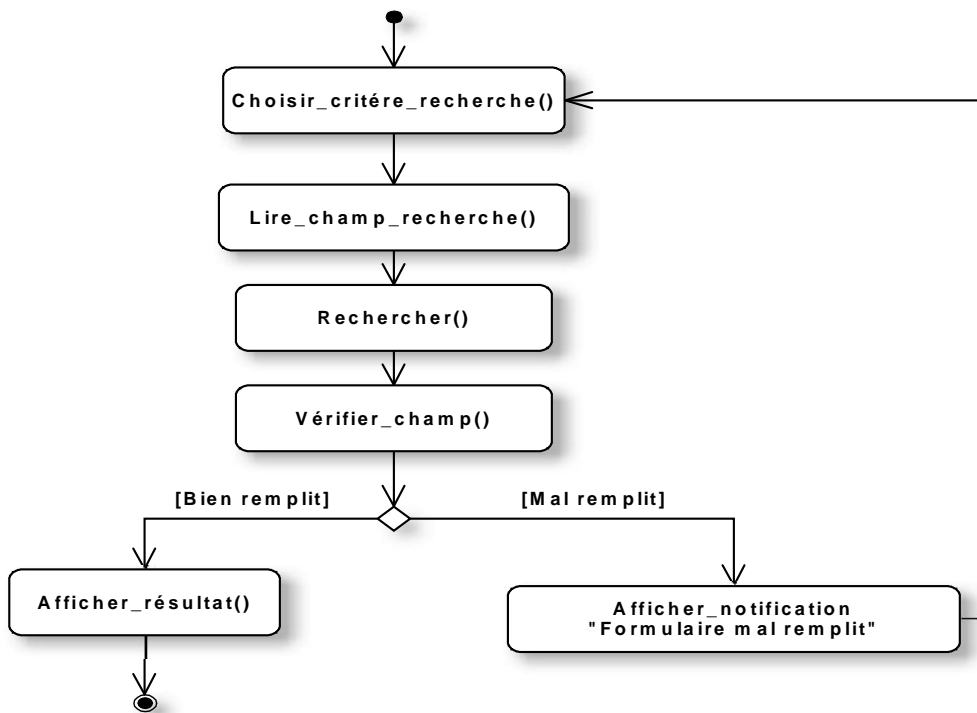 Choisir_critére_recherche()
Lire_champ_recherche()
Rechercher()
Vérifier_champ()
[Bien remplit]
[Mal remplit]
Afficher_résultat()
Afficher_notification
"Formulaire mal remplit"